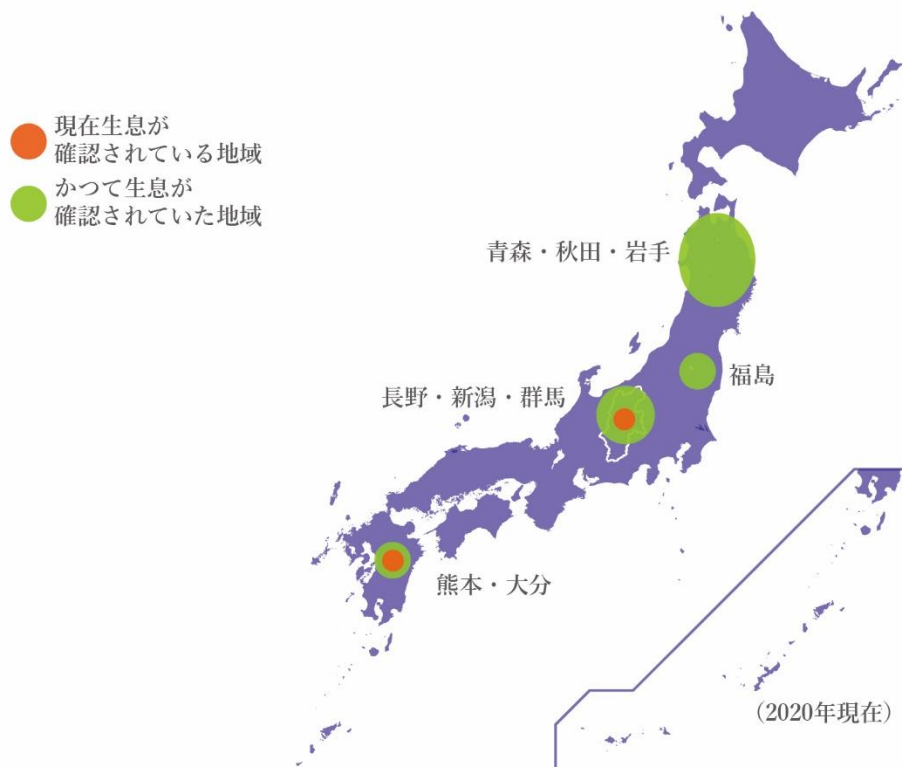 現在生息が
確認されている地域
かつて生息が
確認されていた地域
青森・秋田・岩手
福島
長野・新潟・群馬
熊本・大分
（2020年現在）